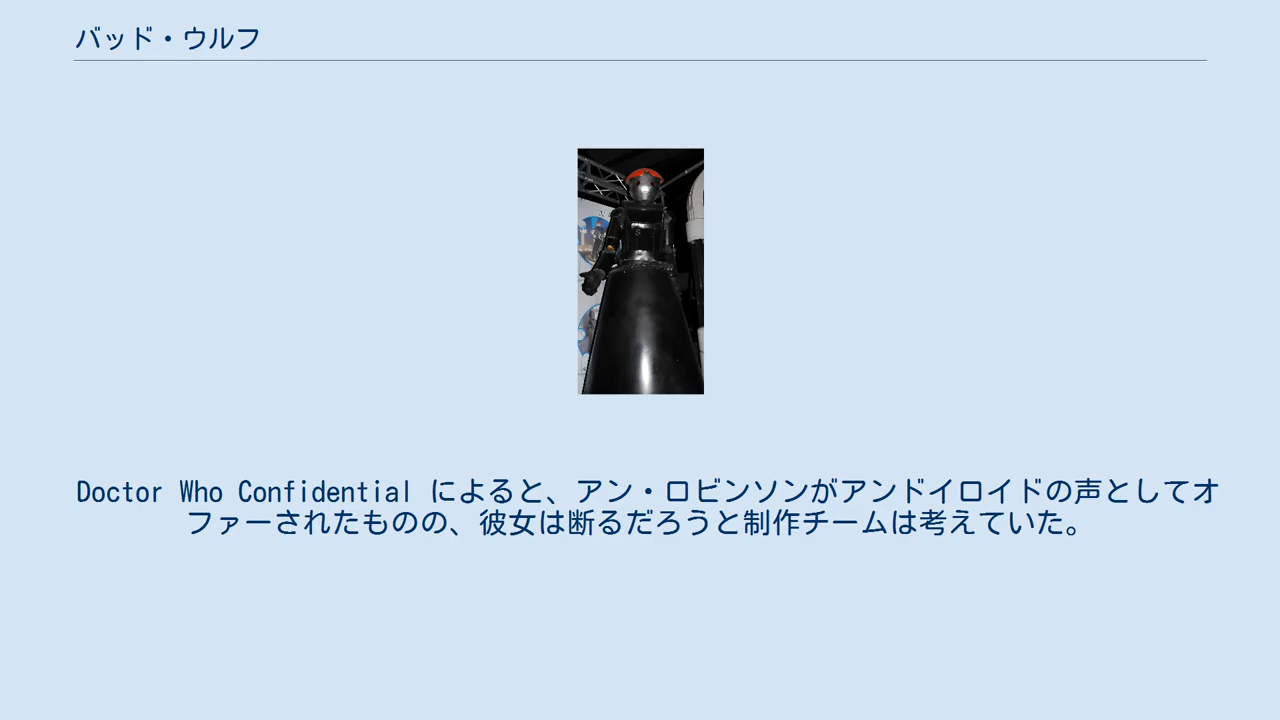 バッド・ウルフ
Doctor Who Confidential によると、アン・ロビンソンがアンドイロイドの声としてオ
ファーされたものの、彼女は断るだろうと制作チームは考えていた。